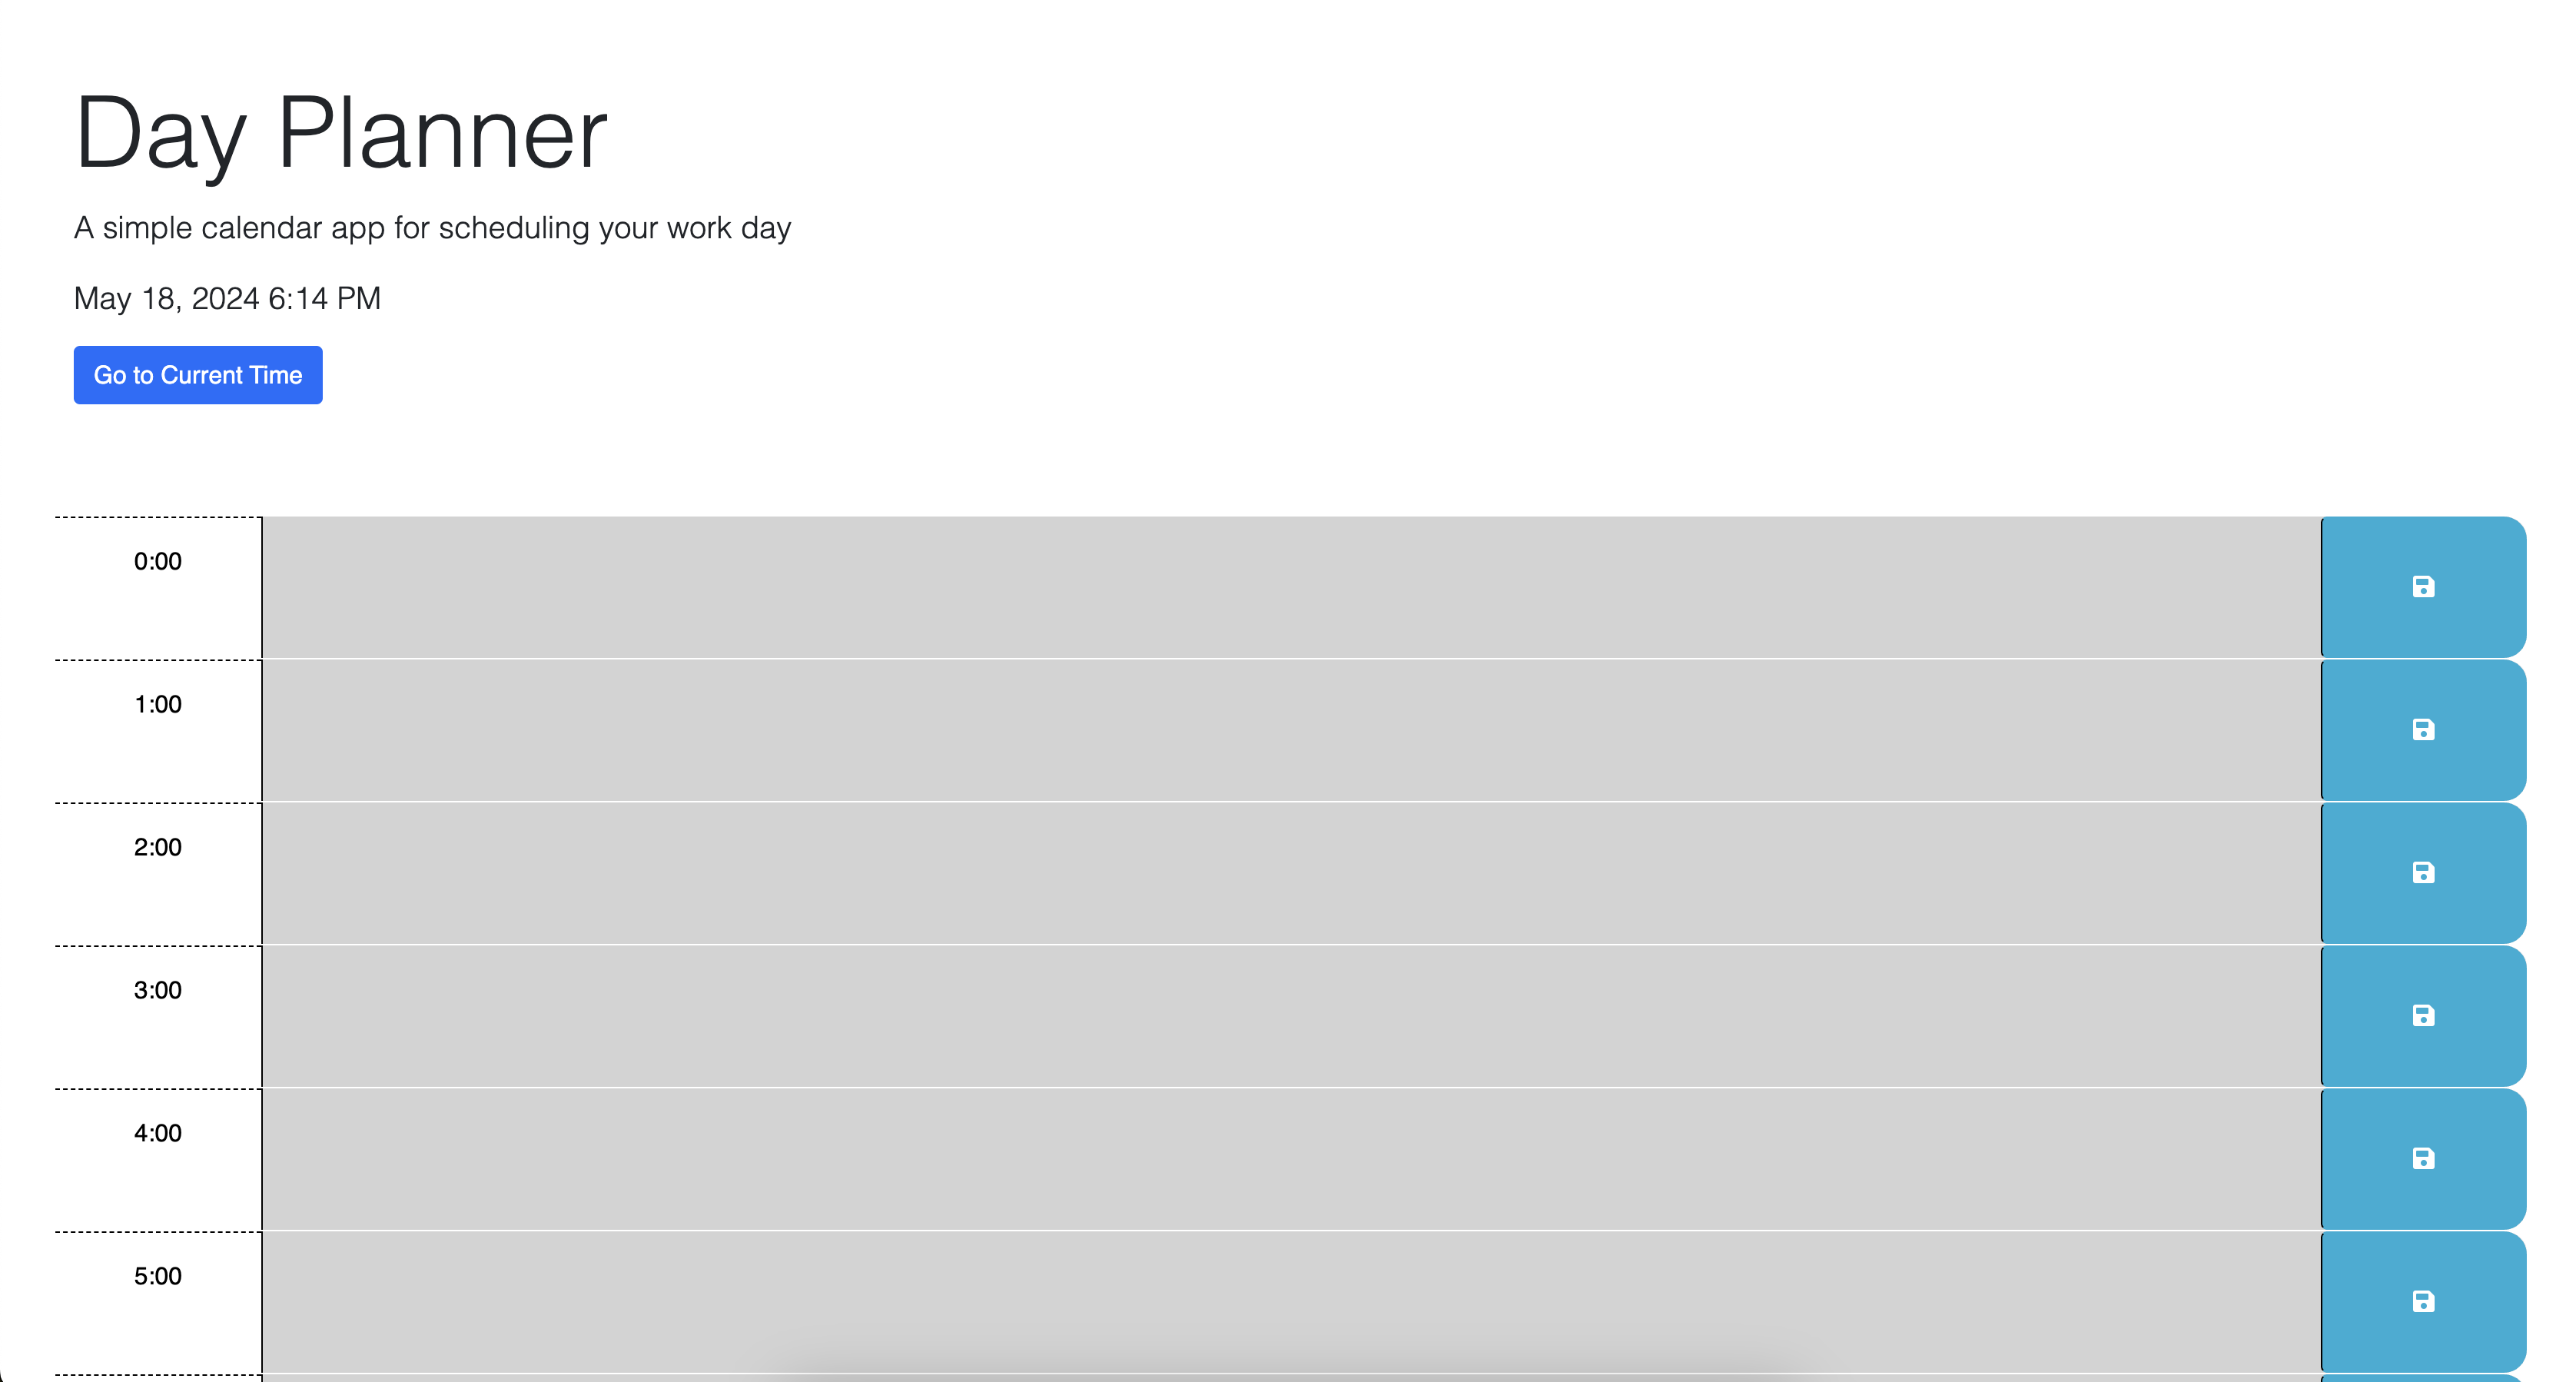 Day Planner
A simple calendar app for scheduling your work day
May 18, 2024 6:14 PM
Go to Current Time
0:00
1:00
2:00
3:00
4:00
5:00